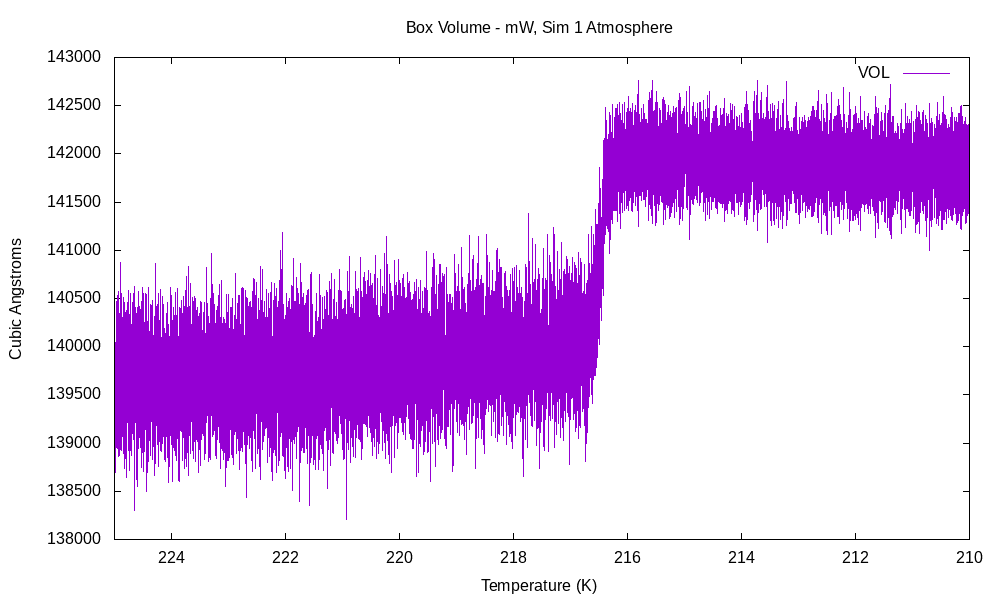 Box Volume - mW, Sim 1 Atmosphere
VOL
143000
142500
142000
141500
141000
140500
140000
139500
139000
138500
138000
Cubic Angstroms
224 222 220 218 216 214 212 210
Temperature (K)